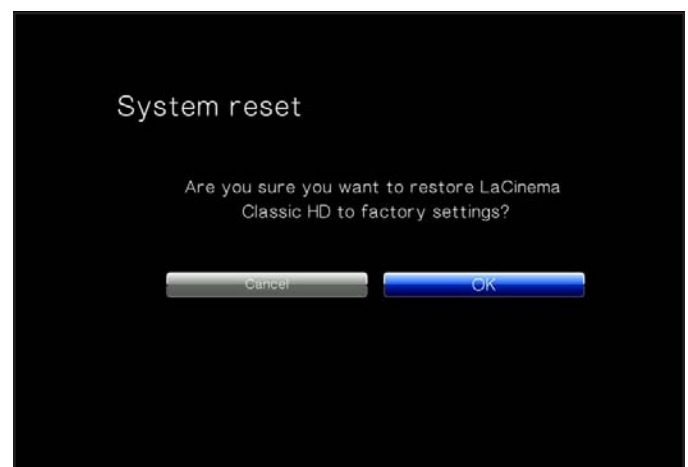 System reset
Are you sure you want to restore LaCinema
Classic HD to factory settings?
Cancel
OK